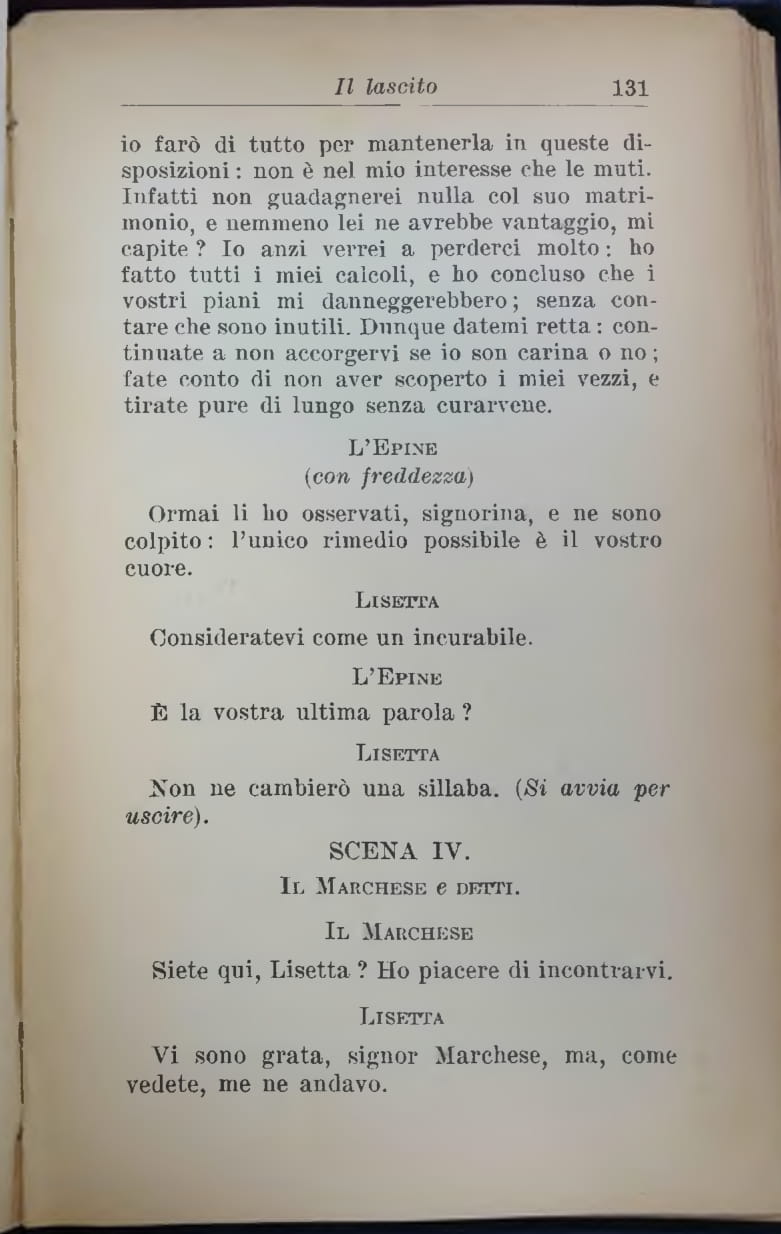 Il lascito 131
io farò di tutto per mantenerla in queste di-
sposizioni : non è nel mio interesse che le muti.
Infatti non guadagnerei nulla col suo matri-
monio, e nemmeno lei ne avrebbe vantaggio, mi
capite ? Io anzi verrei a perderci molto : ho
fatto tutti i miei calcoli, e ho concluso che i
vostri piani mi danneggerebbero ; senza con-
tare che sono inutili. Dunque datemi retta : con-
tinuate a non accorgervi se io son carina o no ;
fate conto di non aver scoperto i miei vezzi, e
tirate pure di lungo senza curarvene.
L'EPINE
(con freddezza)
Ormai li ho osservati, signorina, e ne sono
colpito : l'unico rimedio possibile è il vostro
cuore.
LISETTA
Consideratevi come un incurabile.
L'EPINE
È la vostra ultima parola ?
LISETTA
Non ne cambierò una sillaba. (Si avvia per
uscire).
SCENA IV.
IL MARCHESE e DETTI.
IL MARCHESE
Siete qui, Lisetta ? Ho piacere di incontrarvi.
LISETTA
Vi sono grata, signor Marchese, ma, come
vedete, me ne andavo.